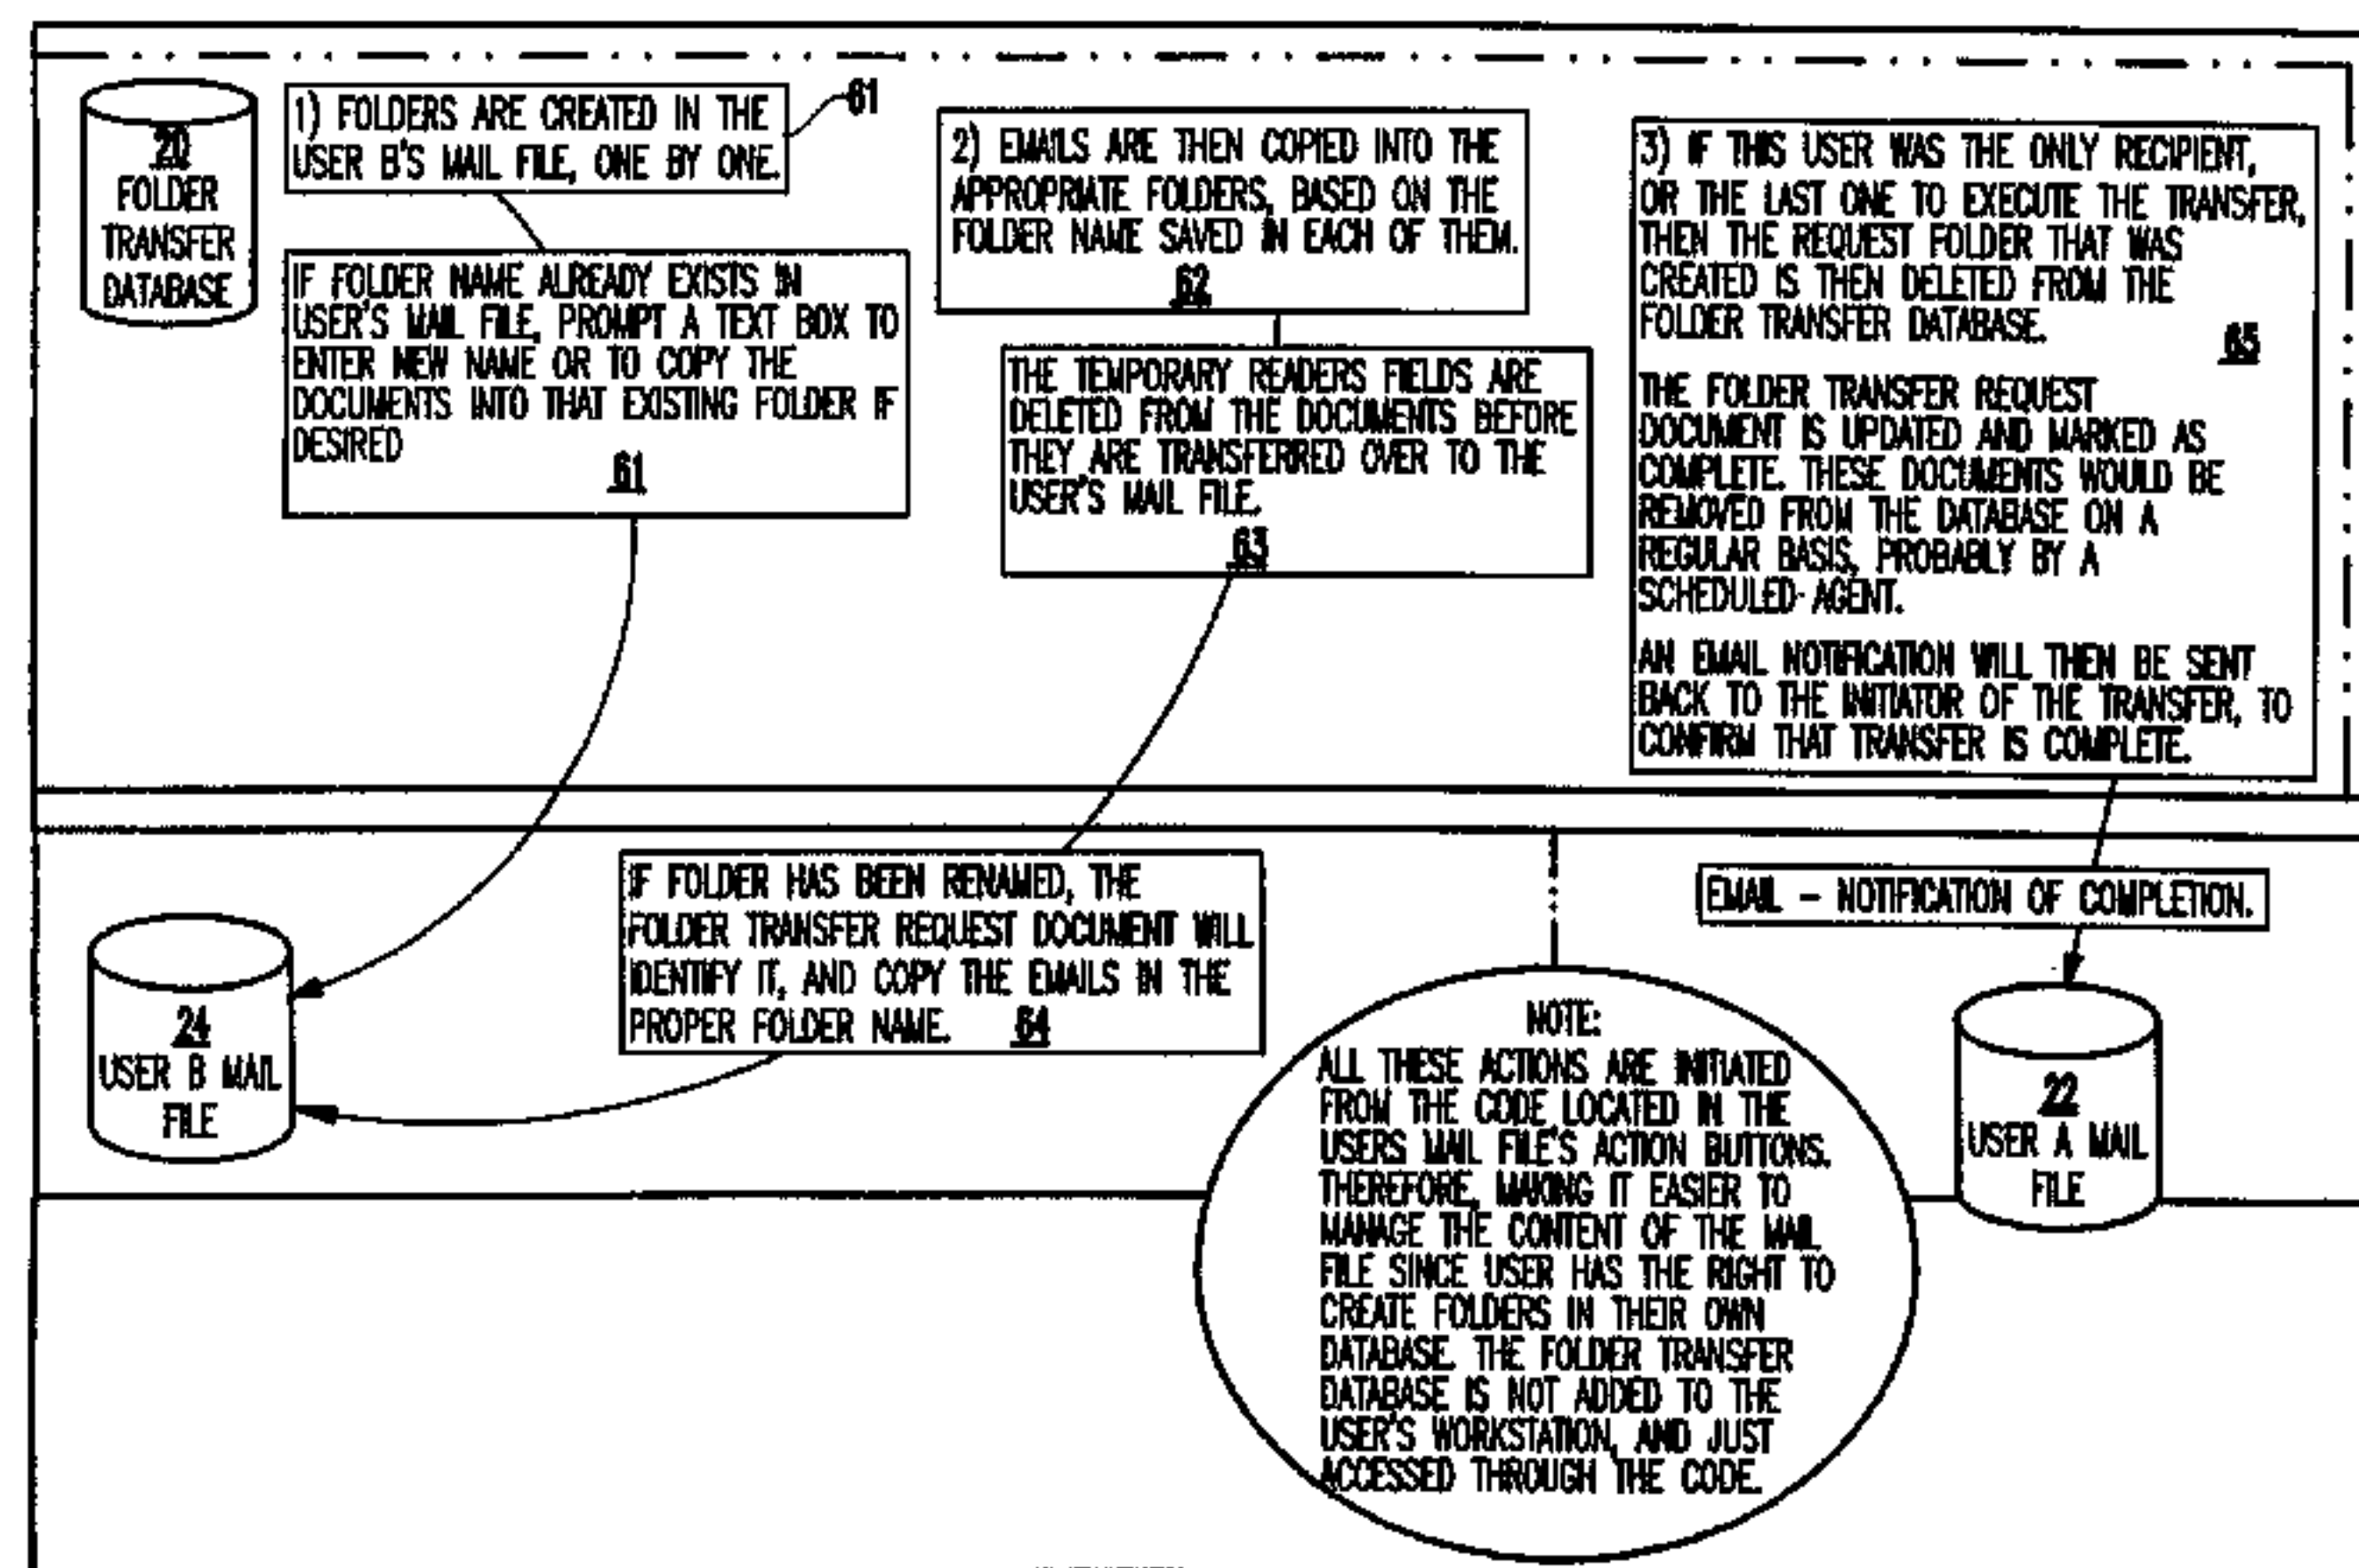 20
FOLDER
TRANSFER
DATABASE
1) FOLDERS ARE CREATED IN THE
USER B'S MAIL FILE, ONE BY ONE.
61
IF FOLDER NAME ALREADY EXISTS IN
USER'S MAIL FILE, PROMPT A TEXT BOX TO
ENTER NEW NAME OR TO COPY THE
DOCUMENTS INTO THAT EXISTING FOLDER IF
DESIRED
61
2) EMAILS ARE THEN COPIED INTO THE
APPROPRIATE FOLDERS, BASED ON THE
FOLDER NAME SAVED IN EACH OF THEM.
62
THE TEMPORARY READERS FIELDS ARE
DELETED FROM THE DOCUMENTS BEFORE
THEY ARE TRANSFERRED OVER TO THE
USER'S MAIL FILE.
63
3) IF THIS USER WAS THE ONLY RECIPIENT,
OR THE LAST ONE TO EXECUTE THE TRANSFER,
THEN THE REQUEST FOLDER THAT WAS
CREATED IS THEN DELETED FROM THE
FOLDER TRANSFER DATABASE.
65
THE FOLDER TRANSFER REQUEST
DOCUMENT IS UPDATED AND MARKED AS
COMPLETE. THESE DOCUMENTS WOULD BE
REMOVED FROM THE DATABASE ON A
REGULAR BASIS, PROBABLY BY A
SCHEDULED AGENT.
AN EMAIL NOTIFICATION WILL THEN BE SENT
BACK TO THE INITIATOR OF THE TRANSFER, TO
CONFIRM THAT TRANSFER IS COMPLETE.
24
USER B MAIL
FILE
IF FOLDER HAS BEEN RENAMED, THE
FOLDER TRANSFER REQUEST DOCUMENT WILL
IDENTIFY IT, AND COPY THE EMAILS IN THE
PROPER FOLDER NAME. 64
EMAIL – NOTIFICATION OF COMPLETION.
22
USER A MAIL
FILE
NOTE:
ALL THESE ACTIONS ARE INITIATED
FROM THE CODE LOCATED IN THE
USERS MAIL FILE'S ACTION BUTTONS.
THEREFORE, MAKING IT EASIER TO
MANAGE THE CONTENT OF THE MAIL
FILE SINCE USER HAS THE RIGHT TO
CREATE FOLDERS IN THEIR OWN
DATABASE. THE FOLDER TRANSFER
DATABASE IS NOT ADDED TO THE
USER'S WORKSTATION, AND JUST
ACCESSED THROUGH THE CODE.